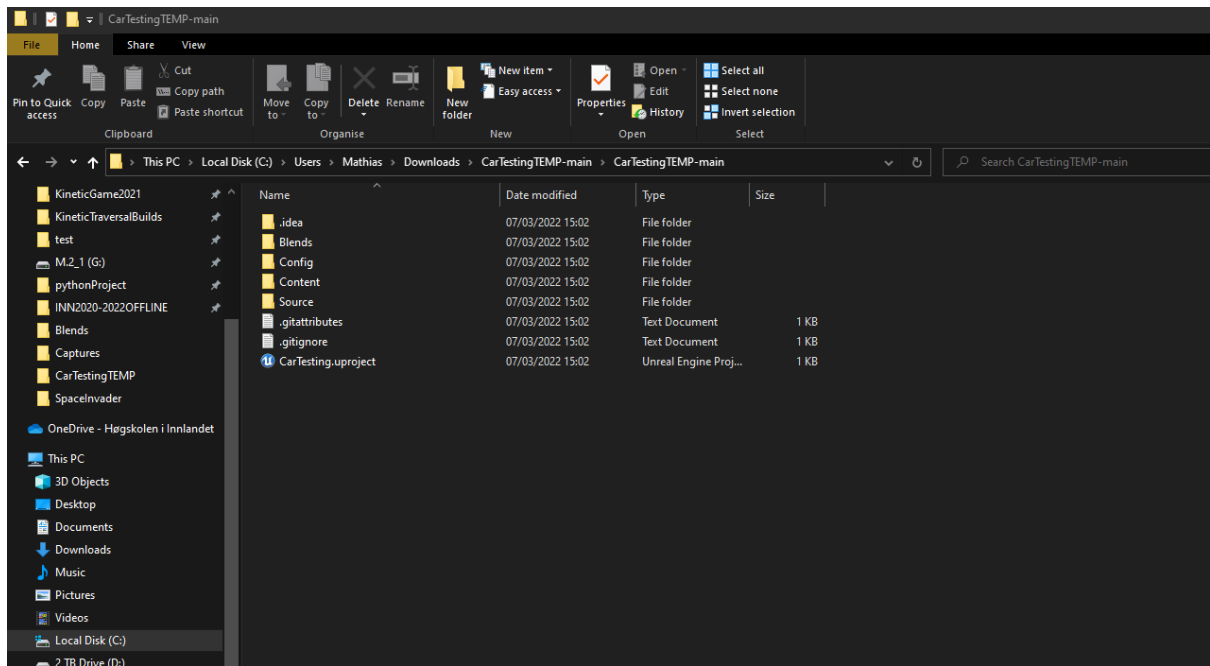 CarTestingTEMP-main
File Home Share View
Pin to Quick access
Copy
Paste
Cut
Copy path
Paste shortcut
Move to
Copy to
Delete
Rename
New folder
New item
Easy access
Properties
Open
Edit
History
Select all
Select none
Invert selection
Clipboard Organise New Open Select
This PC > Local Disk (C:) > Users > Mathias > Downloads > CarTestingTEMP-main > CarTestingTEMP-main
Search CarTestingTEMP-main
KineticGame2021
KineticTraversalBuilds
test
M.2_1 (G:)
pythonProject
INN2020-2022OFFLINE
Blends
Captures
CarTestingTEMP
SpaceInvader
OneDrive - Høgskolen i Innlandet
This PC
3D Objects
Desktop
Documents
Downloads
Music
Pictures
Videos
Local Disk (C:)
2 TB Drive (D:)
Name Date modified Type Size
.idea 07/03/2022 15:02 File folder
Blends 07/03/2022 15:02 File folder
Config 07/03/2022 15:02 File folder
Content 07/03/2022 15:02 File folder
Source 07/03/2022 15:02 File folder
.gitattributes 07/03/2022 15:02 Text Document 1 KB
.gitignore 07/03/2022 15:02 Text Document 1 KB
CarTesting.uproject 07/03/2022 15:02 Unreal Engine Proj... 1 KB